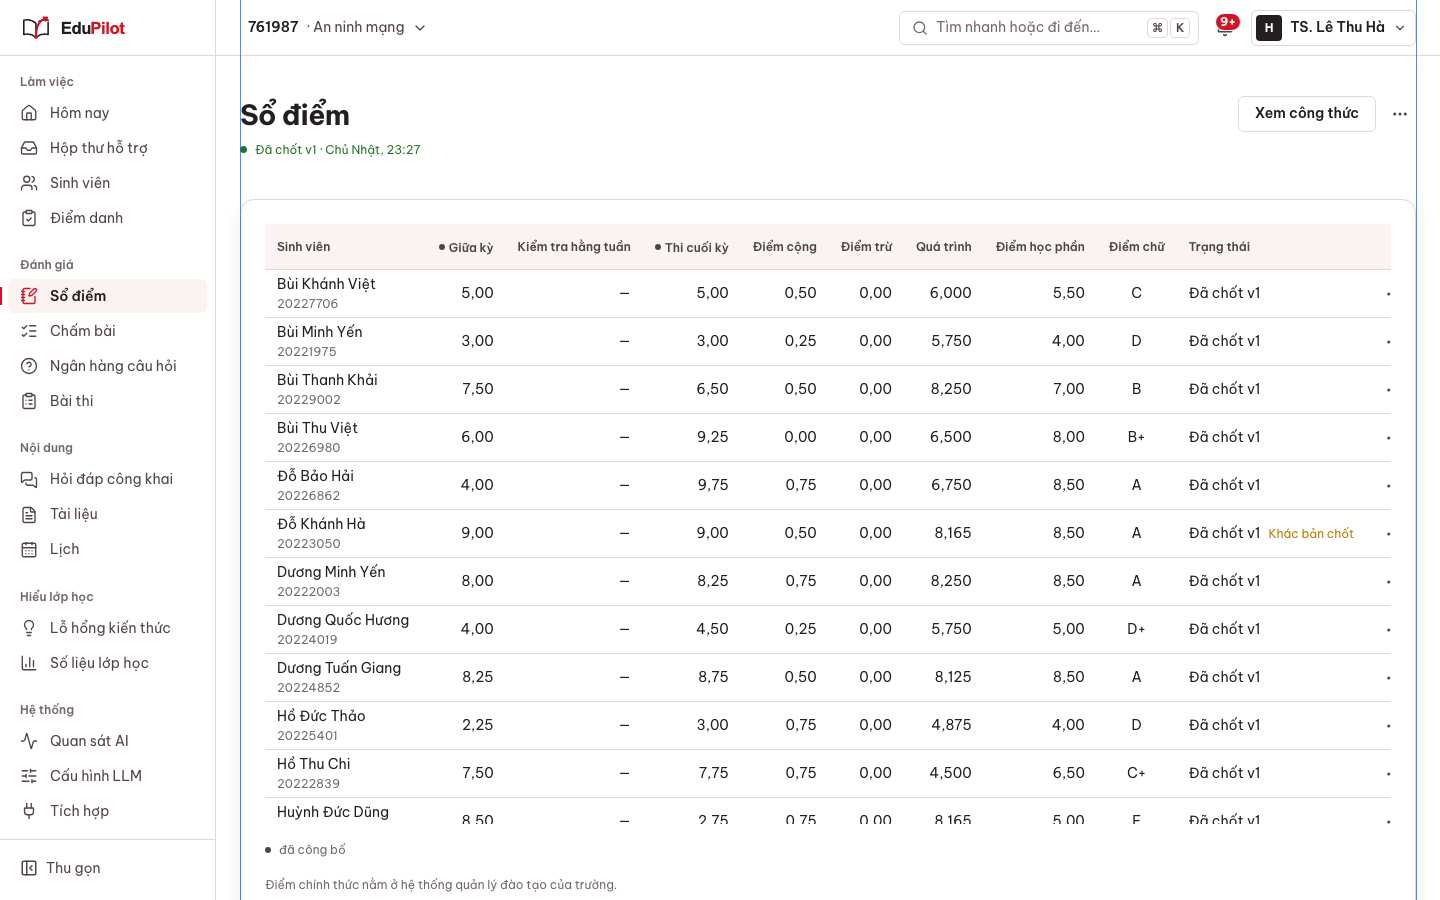 EduPilot
761987 · An ninh mạng
Tìm nhanh hoặc đi đến...
⌘ K
9+
H TS. Lê Thu Hà
Làm việc
Hôm nay
Hộp thư hỗ trợ
Sinh viên
Điểm danh
Đánh giá
Sổ điểm
Chấm bài
Ngân hàng câu hỏi
Bài thi
Nội dung
Hỏi đáp công khai
Tài liệu
Lịch
Hiểu lớp học
Lỗ hổng kiến thức
Số liệu lớp học
Hệ thống
Quan sát AI
Cấu hình LLM
Tích hợp
Thu gọn
Sổ điểm
Đã chốt v1 · Chủ Nhật, 23:27
Xem công thức
Sinh viên Giữa kỳ Kiểm tra hằng tuần Thi cuối kỳ Điểm cộng Điểm trừ Quá trình Điểm học phần Điểm chữ Trạng thái
Bùi Khánh Việt
20227706
5,00 — 5,00 0,50 0,00 6,000 5,50 C Đã chốt v1
Bùi Minh Yến
20221975
3,00 — 3,00 0,25 0,00 5,750 4,00 D Đã chốt v1
Bùi Thanh Khải
20229002
7,50 — 6,50 0,50 0,00 8,250 7,00 B Đã chốt v1
Bùi Thu Việt
20226980
6,00 — 9,25 0,00 0,00 6,500 8,00 B+ Đã chốt v1
Đỗ Bảo Hải
20226862
4,00 — 9,75 0,75 0,00 6,750 8,50 A Đã chốt v1
Đỗ Khánh Hà
20223050
9,00 — 9,00 0,50 0,00 8,165 8,50 A Đã chốt v1 Khác bản chốt
Dương Minh Yến
20222003
8,00 — 8,25 0,75 0,00 8,250 8,50 A Đã chốt v1
Dương Quốc Hương
20224019
4,00 — 4,50 0,25 0,00 5,750 5,00 D+ Đã chốt v1
Dương Tuấn Giang
20224852
8,25 — 8,75 0,50 0,00 8,125 8,50 A Đã chốt v1
Hồ Đức Thảo
20225401
2,25 — 3,00 0,75 0,00 4,875 4,00 D Đã chốt v1
Hồ Thu Chi
20222839
7,50 — 7,75 0,75 0,00 4,500 6,50 C+ Đã chốt v1
Huỳnh Đức Dũng
8,50 — 2,75 0,75 0,00 8,165 5,00 F Đã chốt v1
đã công bố
Điểm chính thức nằm ở hệ thống quản lý đào tạo của trường.